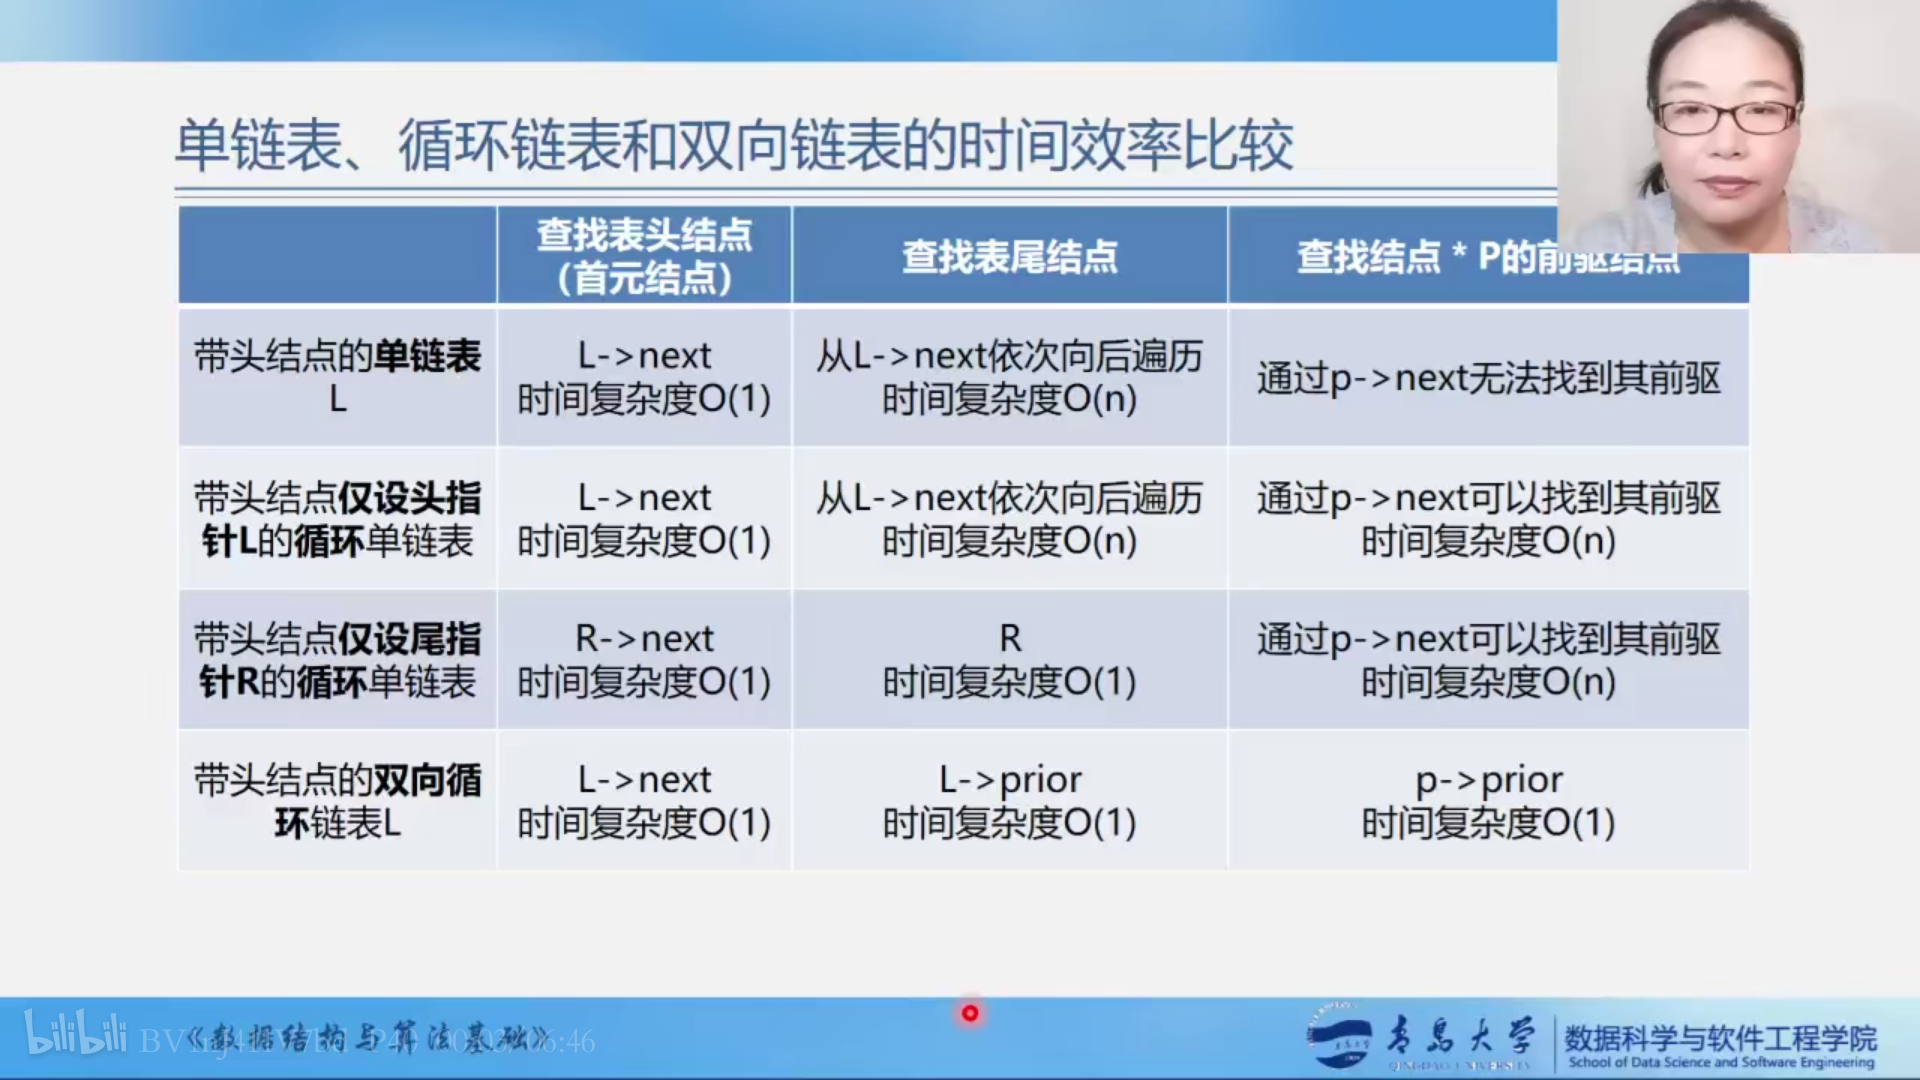 单链表、循环链表和双向链表的时间效率比较
查找表头结点
（首元结点）
查找表尾结点
查找结点 * P的前驱结点
带头结点的单链表
L
L->next
时间复杂度O(1)
从L->next依次向后遍历
时间复杂度O(n)
通过p->next无法找到其前驱
带头结点仅设头指
针L的循环单链表
L->next
时间复杂度O(1)
从L->next依次向后遍历
时间复杂度O(n)
通过p->next可以找到其前驱
时间复杂度O(n)
带头结点仅设尾指
针R的循环单链表
R->next
时间复杂度O(1)
R
时间复杂度O(1)
通过p->next可以找到其前驱
时间复杂度O(n)
带头结点的双向循
环链表L
L->next
时间复杂度O(1)
L->prior
时间复杂度O(1)
p->prior
时间复杂度O(1)
bilibili
《数据结构与算法基础》
青岛大学
QINGDAO UNIVERSITY
数据科学与软件工程学院
School of Data Science and Software Engineering